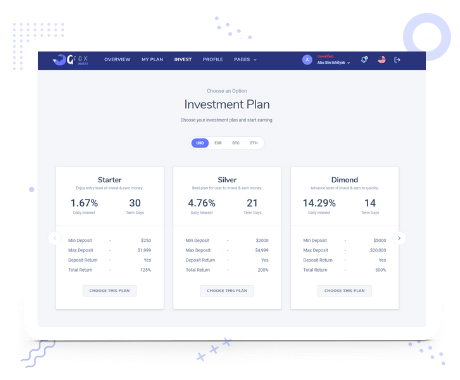 OVERVIEW MY PLAN INVEST PROFILE PAGES
Abu Bin Ishtiyak
Choose an Option
Investment Plan
Choose your investment plan and start earning.
USD EUR BTC ETH
Starter
Enjoy entry level of invest & earn money.
1.67% 30
Daily Interest Term Days
Min Deposit - $250
Max Deposit - $1,999
Deposit Return - Yes
Total Return - 125%
CHOOSE THIS PLAN
Silver
Best plan for user to invest & earn money.
4.76% 21
Daily Interest Term Days
Min Deposit - $2000
Max Deposit - $4,999
Deposit Return - Yes
Total Return - 200%
CHOOSE THIS PLAN
Dimond
Advance level of invest & earn money
14.29% 14
Daily Interest Term Days
Min Deposit - $5000
Max Deposit - $20,000
Deposit Return - Yes
Total Return - 300%
CHOOSE THIS PLAN